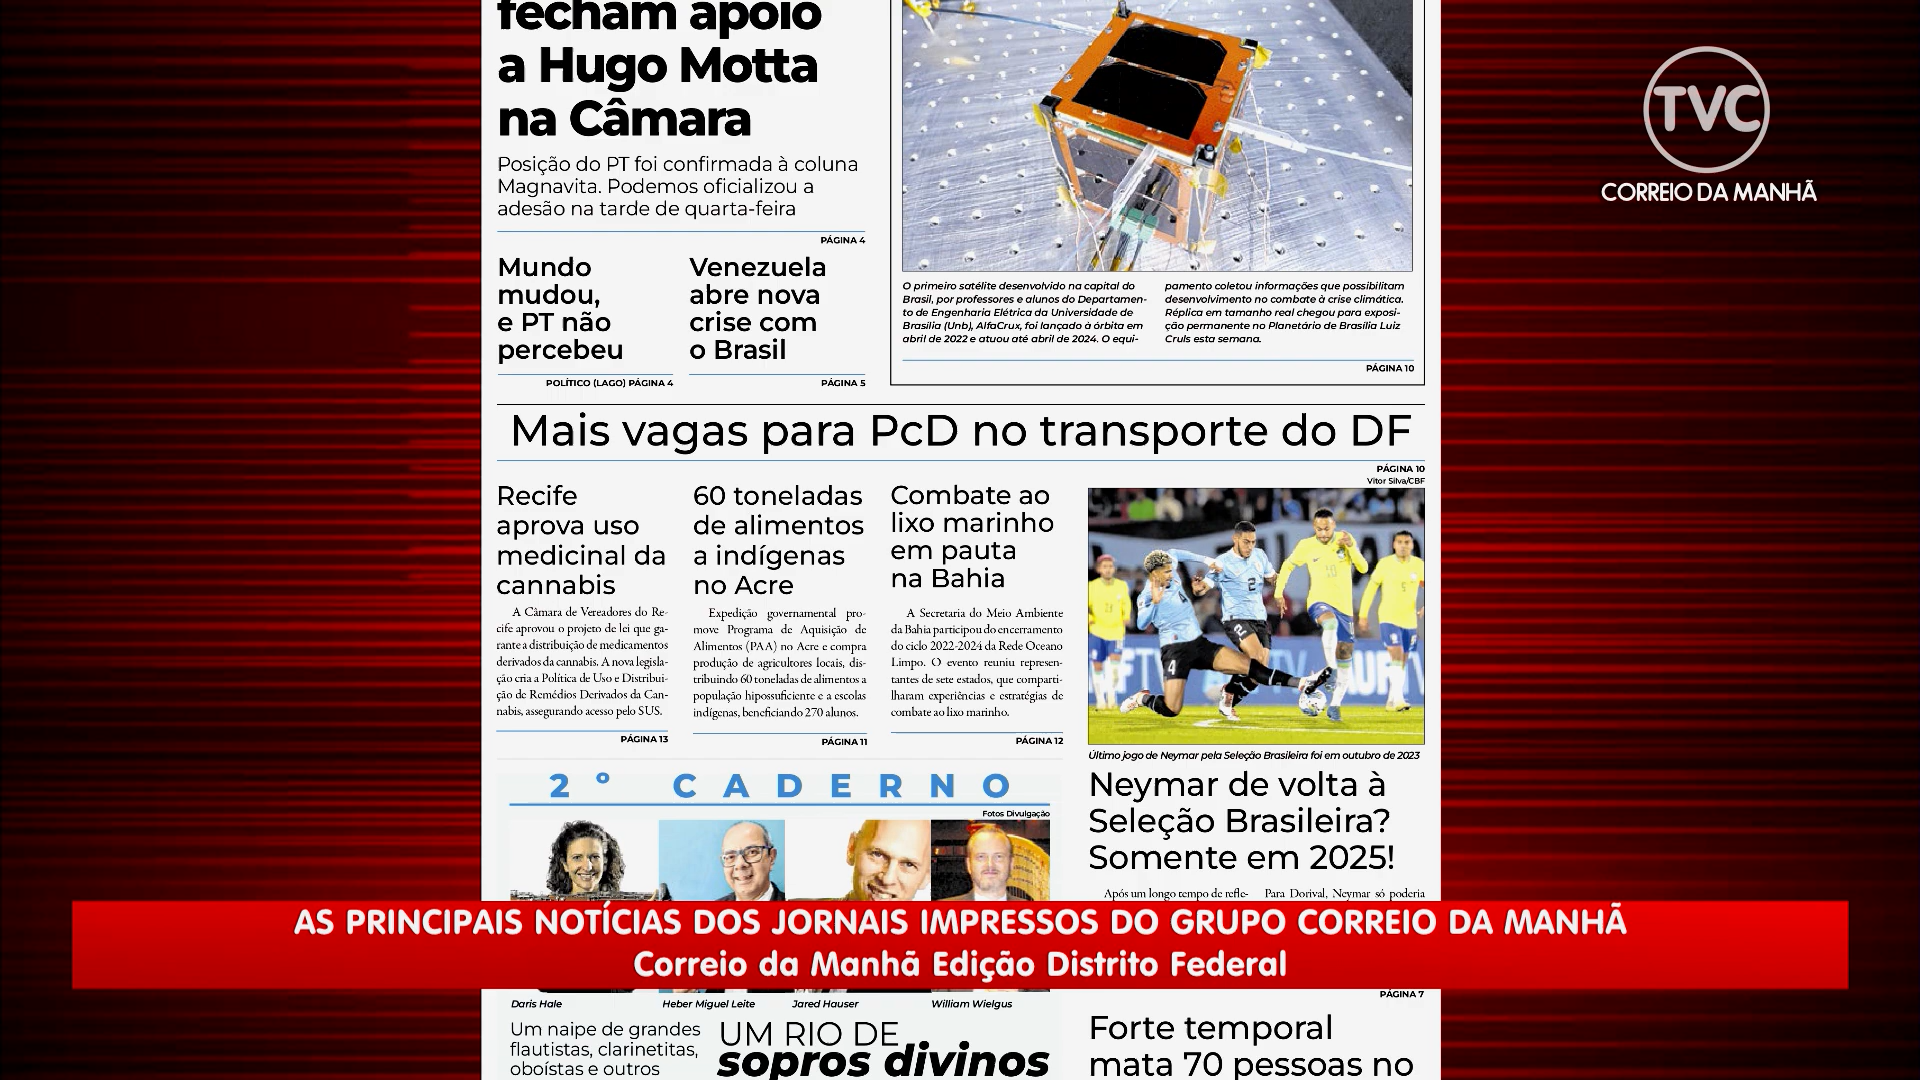 fecham apoio
a Hugo Motta
na Câmara
Posição do PT foi confirmada à coluna
Magnavita. Podemos oficializou a
adesão na tarde de quarta-feira
PÁGINA 4
Mundo
mudou,
e PT não
percebeu
POLÍTICO (LAGO) PÁGINA 4
Venezuela
abre nova
crise com
o Brasil
PÁGINA 5
O primeiro satélite desenvolvido na capital do
Brasil, por professores e alunos do Departamen-
to de Engenharia Elétrica da Universidade de
Brasília (Unb), AlfaCrux, foi lançado à órbita em
abril de 2022 e atuou até abril de 2024. O equi-
pamento coletou informações que possibilitam
desenvolvimento no combate à crise climática.
Réplica em tamanho real chegou para exposi-
ção permanente no Planetário de Brasília Luiz
Cruls esta semana.
PÁGINA 10
TVC
CORREIO DA MANHÃ
Mais vagas para PcD no transporte do DF
PÁGINA 10
Recife
aprova uso
medicinal da
cannabis
A Câmara de Vereadores do Re-
cife aprovou o projeto de lei que ga-
rante a distribuição de medicamentos
derivados da cannabis. A nova legisla-
ção cria a Política de Uso e Distribui-
ção de Remédios Derivados da Can-
nabis, assegurando acesso pelo SUS.
PÁGINA 13
60 toneladas
de alimentos
a indígenas
no Acre
Expedição governamental pro-
move Programa de Aquisição de
Alimentos (PAA) no Acre e compra
produção de agricultores locais, dis-
tribuindo 60 toneladas de alimentos a
população hipossuficiente e a escolas
indígenas, beneficiando 270 alunos.
PÁGINA 11
Combate ao
lixo marinho
em pauta
na Bahia
A Secretaria do Meio Ambiente
da Bahia participou do encerramento
do ciclo 2022-2024 da Rede Oceano
Limpo. O evento reuniu represen-
tantes de sete estados, que comparti-
lharam experiências e estratégias de
combate ao lixo marinho.
PÁGINA 12
Vitor Silva/CBF
Último jogo de Neymar pela Seleção Brasileira foi em outubro de 2023
Neymar de volta à
Seleção Brasileira?
Somente em 2025!
Após um longo tempo de refle-
Para Dorival, Neymar só poderia
2º CADERNO
Fotos Divulgação
AS PRINCIPAIS NOTÍCIAS DOS JORNAIS IMPRESSOS DO GRUPO CORREIO DA MANHÃ
Correio da Manhã Edição Distrito Federal
PÁGINA 7
Daris Hale
Heber Miguel Leite
Jared Hauser
William Wielgus
Um naipe de grandes
flautistas, clarinetitas,
oboístas e outros
UM RIO DE
sopros divinos
Forte temporal
mata 70 pessoas no